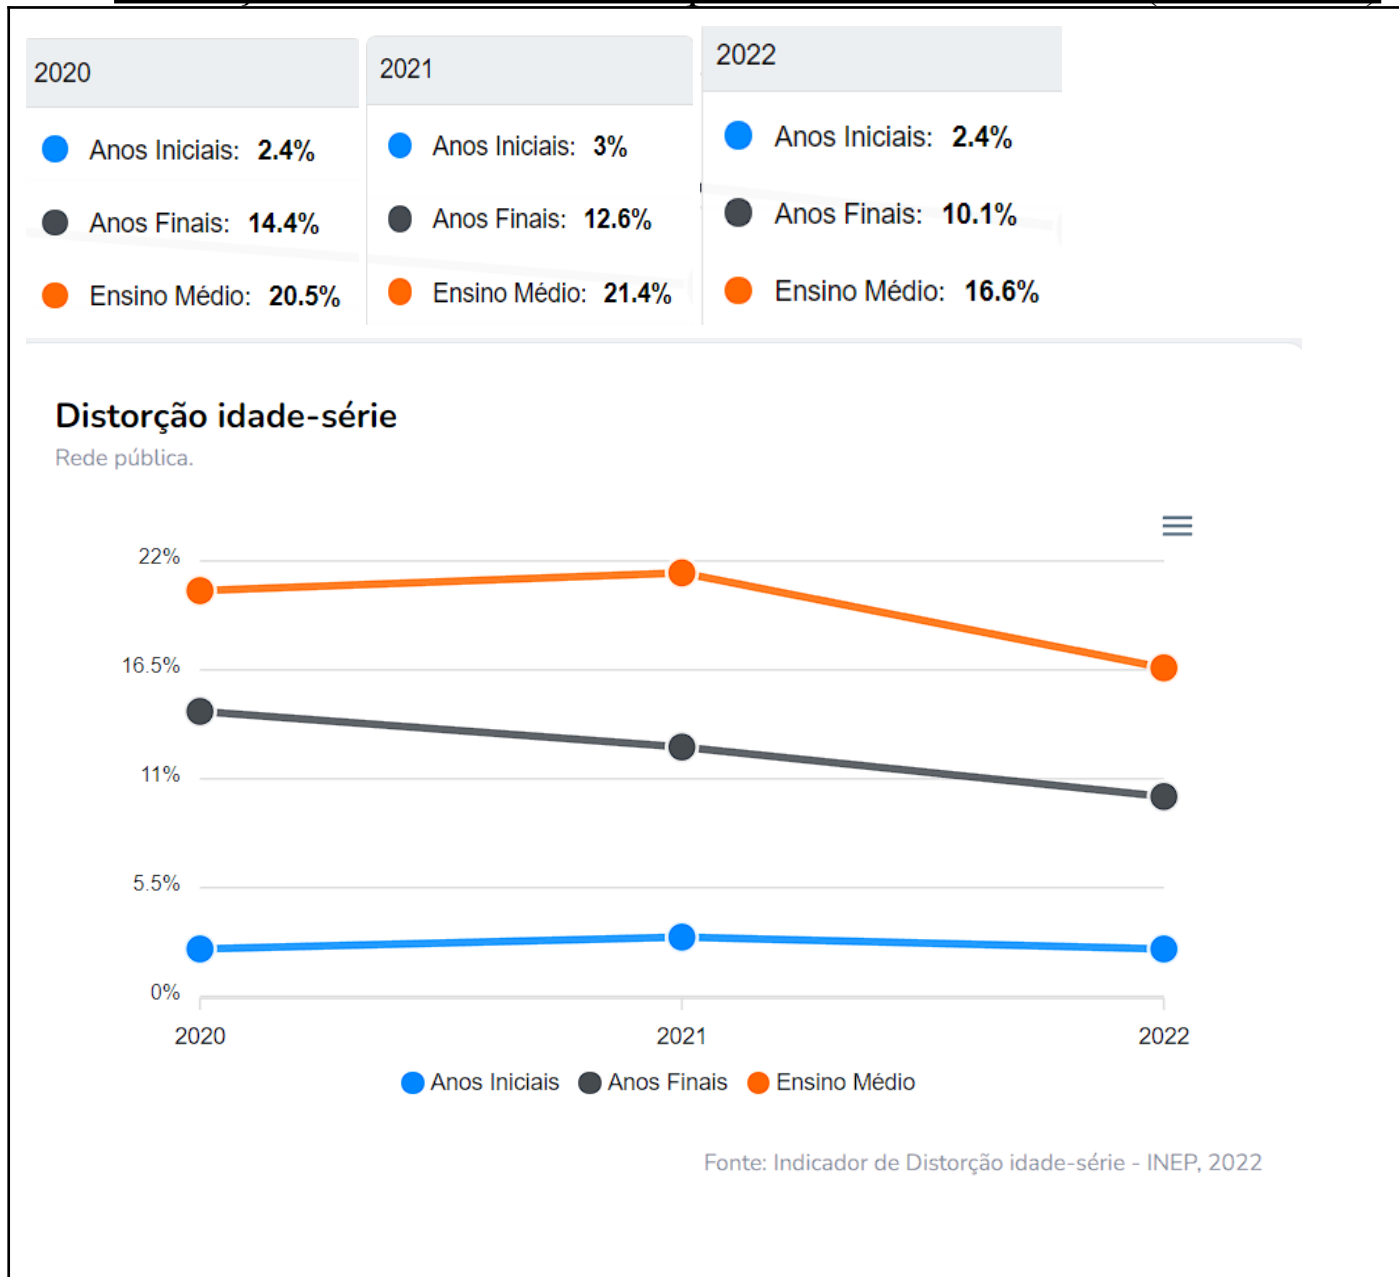 2020
Anos Iniciais: 2.4%
Anos Finais: 14.4%
Ensino Médio: 20.5%
2021
Anos Iniciais: 3%
Anos Finais: 12.6%
Ensino Médio: 21.4%
2022
Anos Iniciais: 2.4%
Anos Finais: 10.1%
Ensino Médio: 16.6%
Distorção idade-série
Rede pública.
22%
16.5%
11%
5.5%
0%
2020 2021 2022
Anos Iniciais Anos Finais Ensino Médio
Fonte: Indicador de Distorção idade-série - INEP, 2022